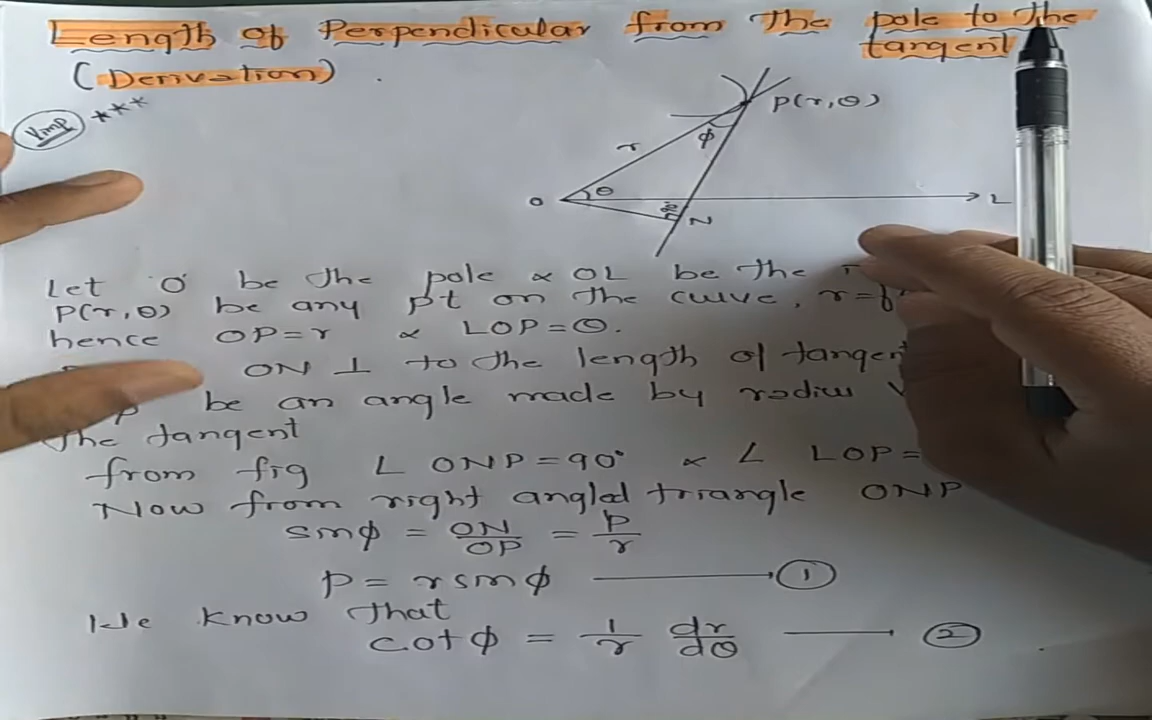 Length of Perpendicular from The pole to the
tangent
(Derivation).
Vimp ***
P(r,θ)
r
ϕ
O
θ
L
N
Let 'O' be the pole & OL be the
P(r,θ) be any pt on the curve, r=f
hence OP=r & LOP=θ.
ON ⊥ to the length of tangen
be an angle made by radius
The tangent
from fig ∠ ONP=90° & ∠ LOP=
Now from right angled triangle ONP
sinϕ = ON/OP = P/r
P = r sinϕ → ①
We know that
cotϕ = 1/r dr/dθ → ②